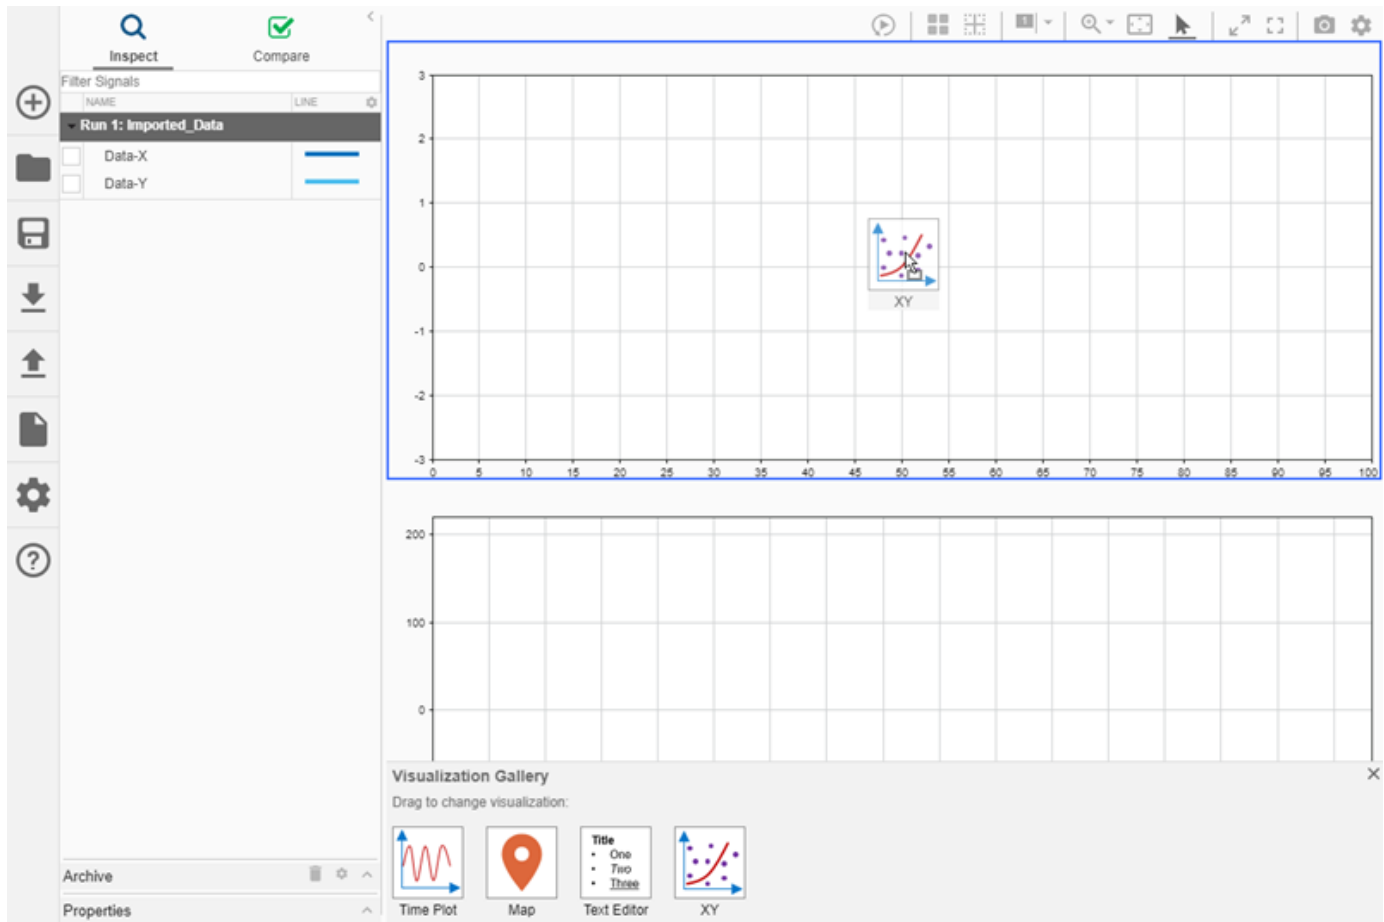 Inspect
Compare
Filter Signals
NAME
LINE
Run 1: Imported_Data
Data-X
Data-Y
Archive
Properties
1
3
2
1
0
-1
-2
-3
0 5 10 15 20 25 30 35 40 45 50 55 60 65 70 75 80 85 90 95 100
XY
200
100
0
Visualization Gallery
Drag to change visualization:
Title
• One
• Two
• Three
Time Plot
Map
Text Editor
XY